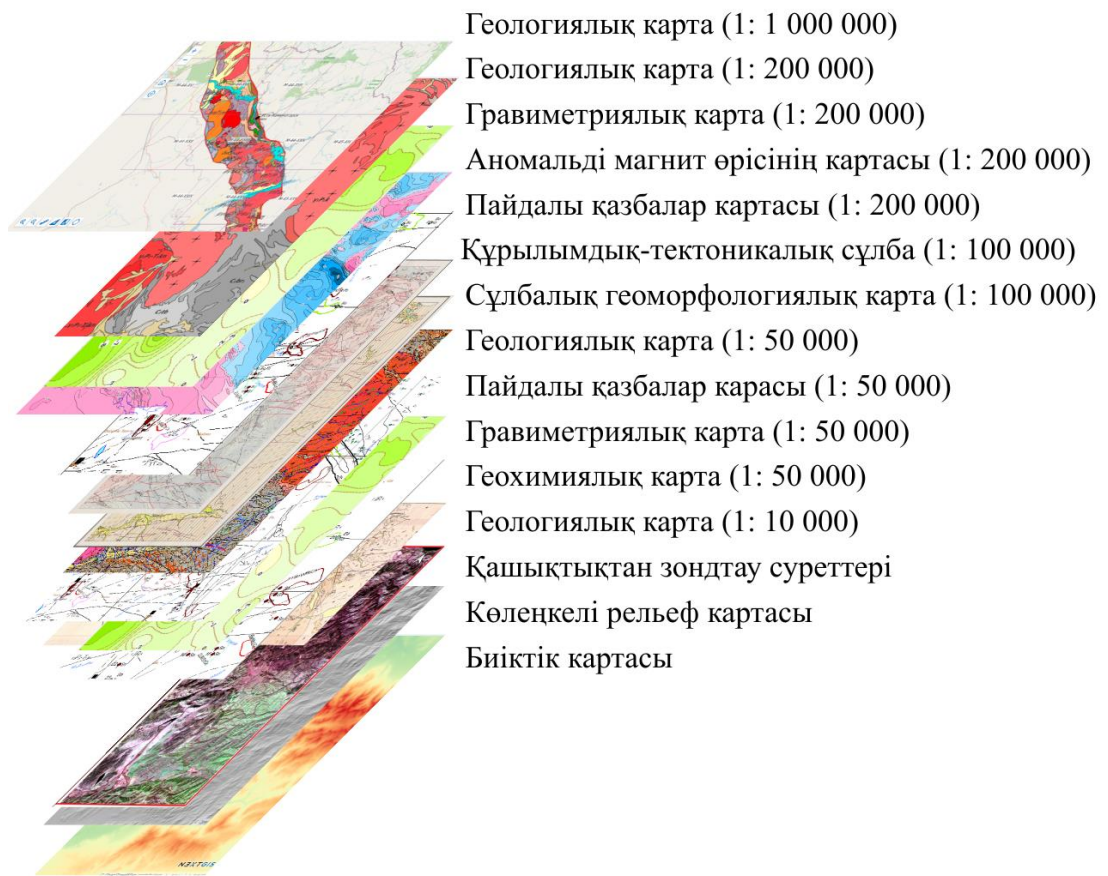 Геологиялық карта (1: 1 000 000)
Геологиялық карта (1: 200 000)
Гравиметриялық карта (1: 200 000)
Аномальді магнит өрісінің картасы (1: 200 000)
Пайдалы қазбалар картасы (1: 200 000)
Құрылымдық-тектоникалық сұлба (1: 100 000)
Сұлбалық геоморфологиялық карта (1: 100 000)
Геологиялық карта (1: 50 000)
Пайдалы қазбалар карасы (1: 50 000)
Гравиметриялық карта (1: 50 000)
Геохимиялық карта (1: 50 000)
Геологиялық карта (1: 10 000)
Қашықтықтан зондтау суреттері
Көлеңкелі рельеф картасы
Биіктік картасы